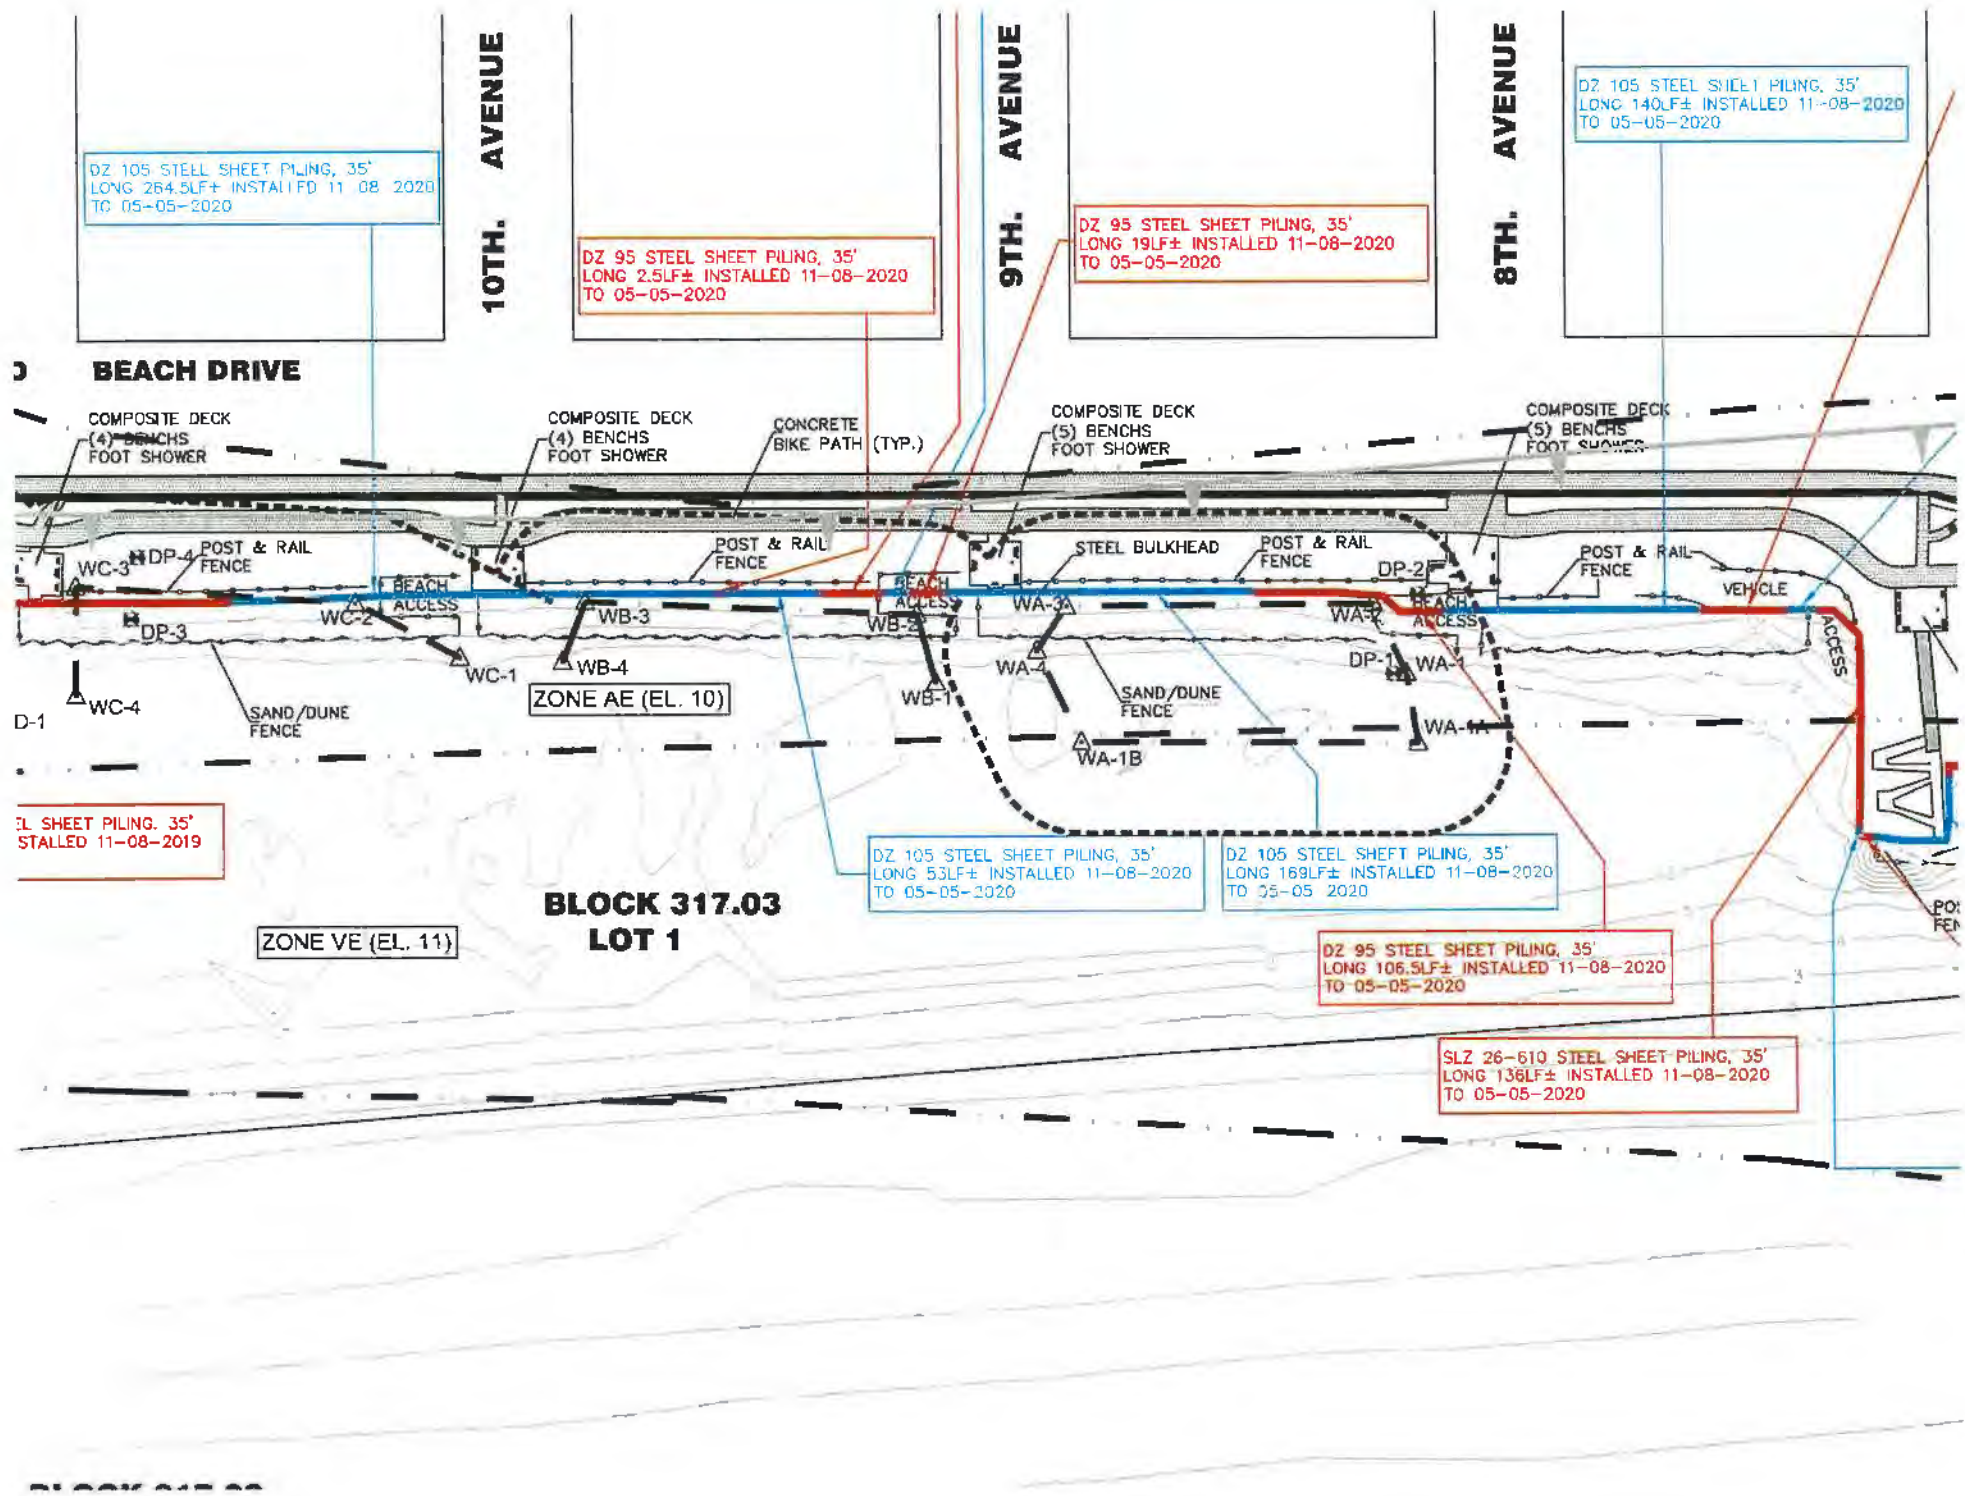 10TH. AVENUE
9TH. AVENUE
8TH. AVENUE
DZ 105 STEEL SHEET PILING, 35'
LONG 264.5LF± INSTALLED 11 08 2020
TO 05-05-2020
DZ 95 STEEL SHEET PILING, 35'
LONG 2.5LF± INSTALLED 11-08-2020
TO 05-05-2020
DZ 95 STEEL SHEET PILING, 35'
LONG 19LF± INSTALLED 11-08-2020
TO 05-05-2020
DZ 105 STEEL SHEET PILING, 35'
LONG 140LF± INSTALLED 11-08-2020
TO 05-05-2020
BEACH DRIVE
COMPOSITE DECK
(4) BENCHS
FOOT SHOWER
COMPOSITE DECK
(4) BENCHS
FOOT SHOWER
CONCRETE
BIKE PATH (TYP.)
COMPOSITE DECK
(5) BENCHS
FOOT SHOWER
COMPOSITE DECK
(5) BENCHS
FOOT SHOWER
WC-3
DP-4
POST & RAIL
FENCE
POST & RAIL
FENCE
STEEL BULKHEAD
POST & RAIL
FENCE
DP-2
POST & RAIL
FENCE
VEHICLE
ACCESS
BEACH
ACCESS
BEACH
ACCESS
BEACH
ACCESS
DP-3
WC-2
WB-3
WB-2
WA-3
WA-2
WC-1
WB-4
WB-1
WA-4
DP-1
WA-1
WC-4
D-1
SAND/DUNE
FENCE
ZONE AE (EL. 10)
SAND/DUNE
FENCE
WA-1A
WA-1B
EL SHEET PILING. 35'
STALLED 11-08-2019
DZ 105 STEEL SHEET PILING, 35'
LONG 53LF± INSTALLED 11-08-2020
TO 05-05-2020
DZ 105 STEEL SHEET PILING, 35'
LONG 169LF± INSTALLED 11-08-2020
TO 05-05 2020
BLOCK 317.03
LOT 1
ZONE VE (EL. 11)
DZ 95 STEEL SHEET PILING, 35'
LONG 106.5LF± INSTALLED 11-08-2020
TO 05-05-2020
SLZ 26-610 STEEL SHEET PILING, 35'
LONG 136LF± INSTALLED 11-08-2020
TO 05-05-2020